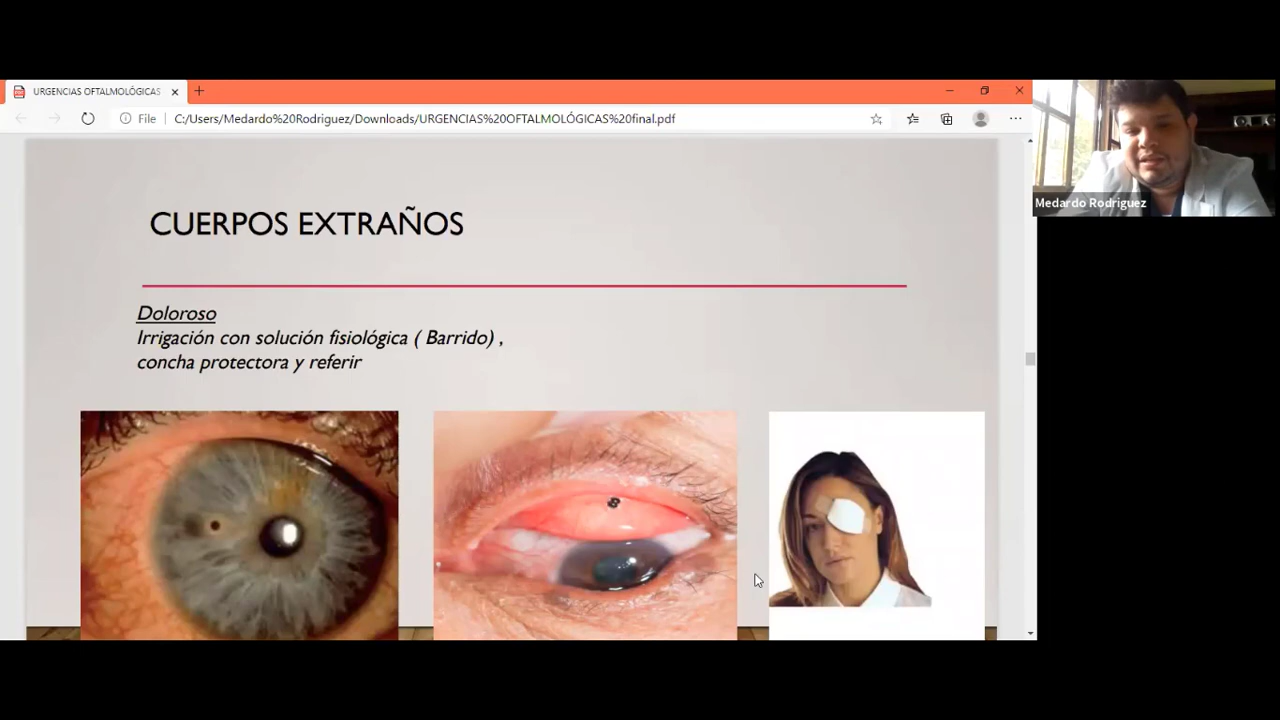 URGENCIAS OFTALMOLÓGICAS
File
C:/Users/Medardo%20Rodriguez/Downloads/URGENCIAS%20OFTALMOLÓGICAS%20final.pdf
Medardo Rodriguez
CUERPOS EXTRAÑOS
Doloroso
Irrigación con solución fisiológica ( Barrido) ,
concha protectora y referir